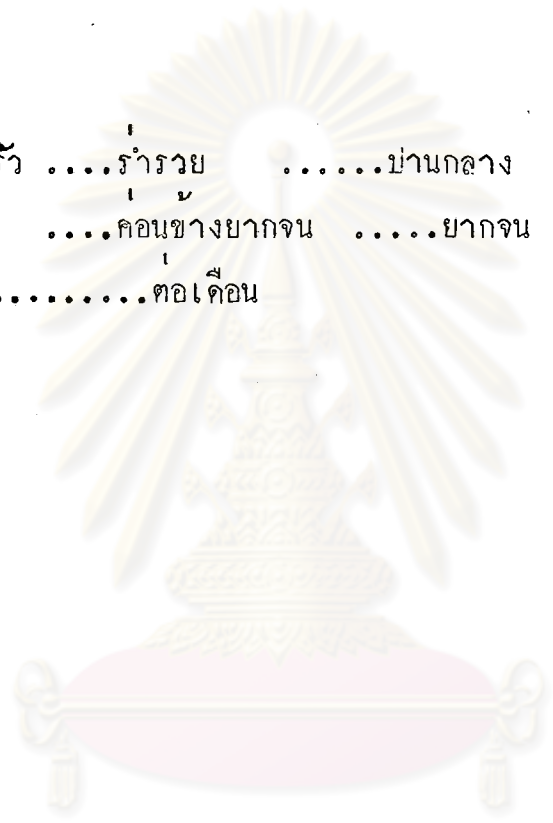 รัว ....ร่ำรวย ......ปานกลาง
....ค่อนข้างยากจน .....ยากจน
..........ต่อเดือน